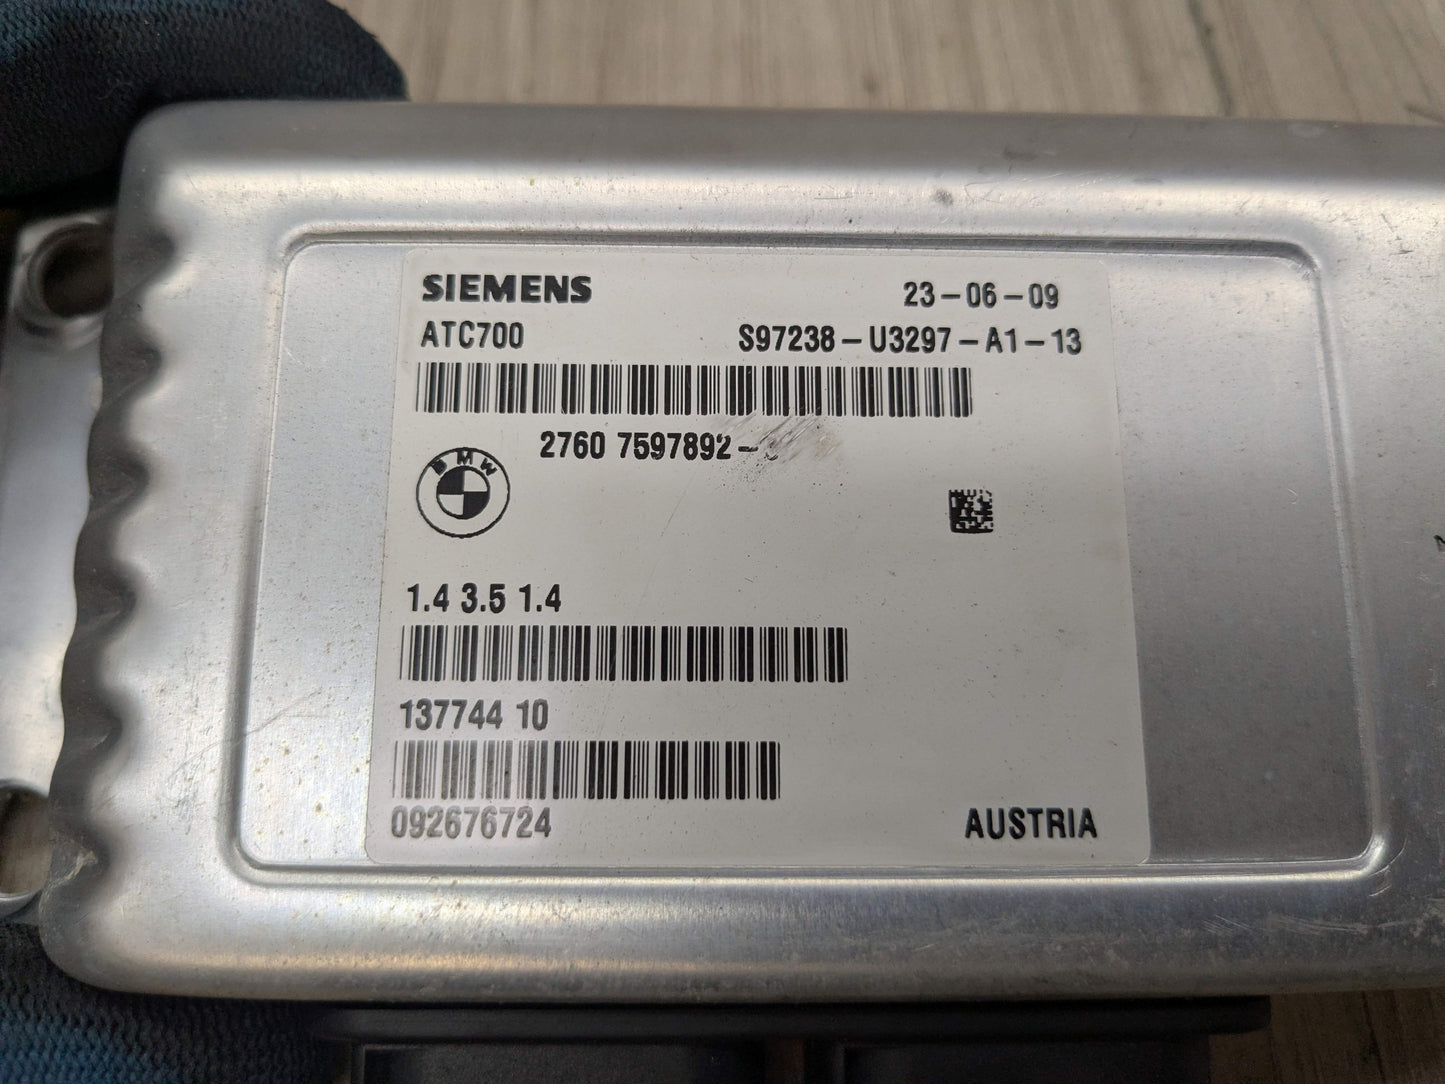 SIEMENS 23-06-09
ATC700 S97238-U3297-A1-13
2760 7597892-
BMW
1.4 3.5 1.4
137744 10
092676724
AUSTRIA